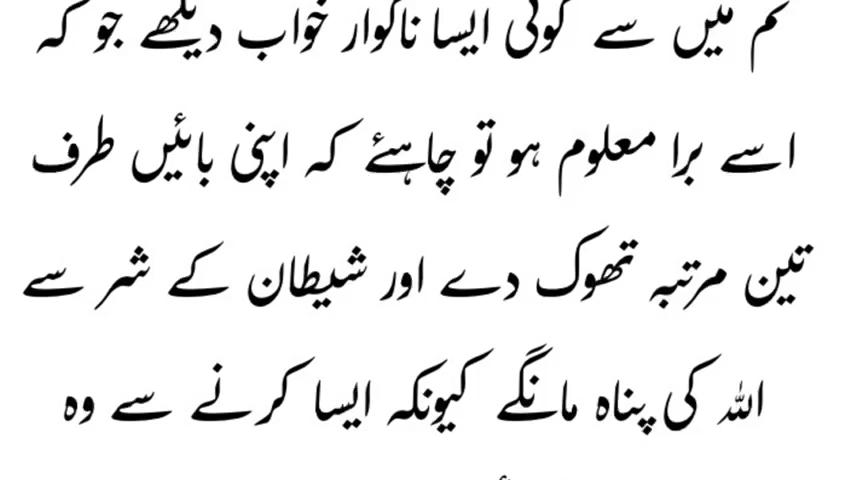 تم میں سے کوئی ایسا ناگوار خواب دیکھے جو کہ
اسے برا معلوم ہو تو چاہئے کہ اپنی بائیں طرف
تین مرتبہ تھوک دے اور شیطان کے شر سے
اللہ کی پناہ مانگے کیونکہ ایسا کرنے سے وہ